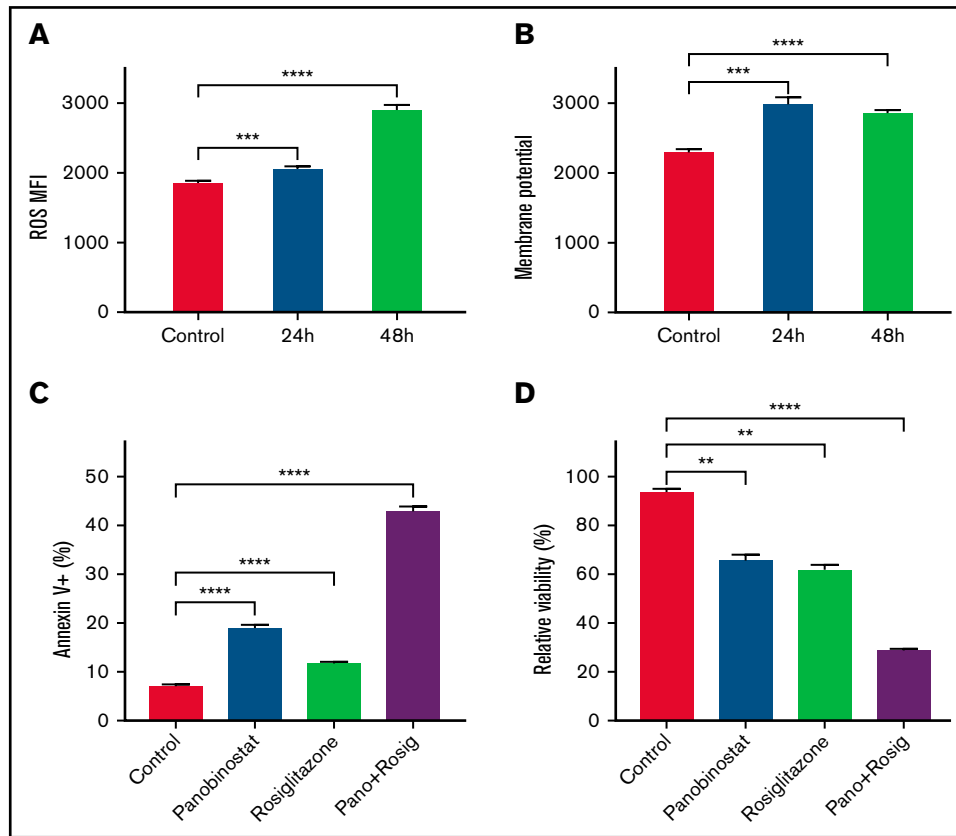 A
ROS MFI
3000
2000
1000
0
****
***
Control 24h 48h
B
Membrane potential
3000
2000
1000
0
****
***
Control 24h 48h
C
Annexin V+ (%)
50
40
30
20
10
0
****
****
****
Control Panobinostat Rosiglitazone Pano+Rosig
D
Relative viability (%)
100
80
60
40
20
0
****
**
**
Control Panobinostat Rosiglitazone Pano+Rosig